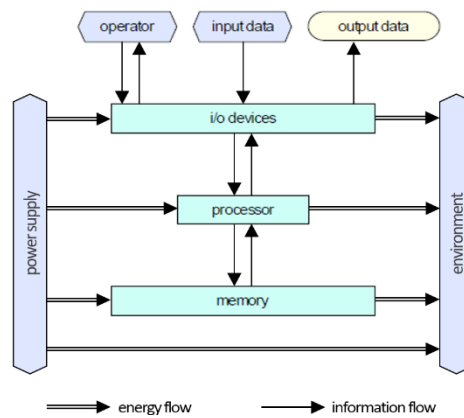 operator
input data
output data
i/o devices
processor
memory
power supply
environment
energy flow
information flow